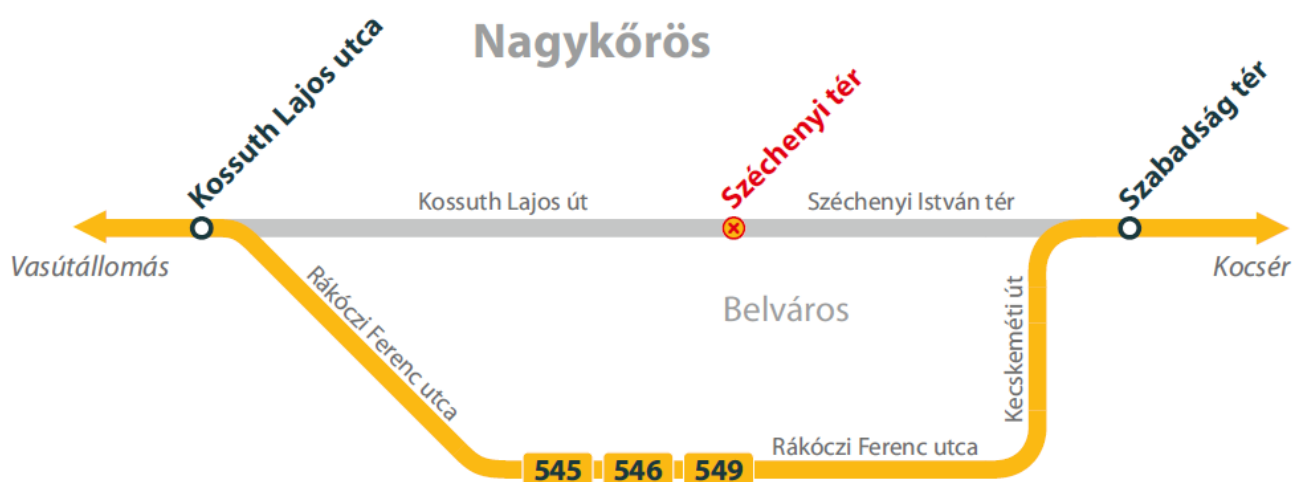 Nagykőrös
Kossuth Lajos utca
Széchenyi tér
Szabadság tér
Kossuth Lajos út
Széchenyi István tér
Vasútállomás
Kocsér
Rákóczi Ferenc utca
Belváros
Kecskeméti út
Rákóczi Ferenc utca
545 546 549